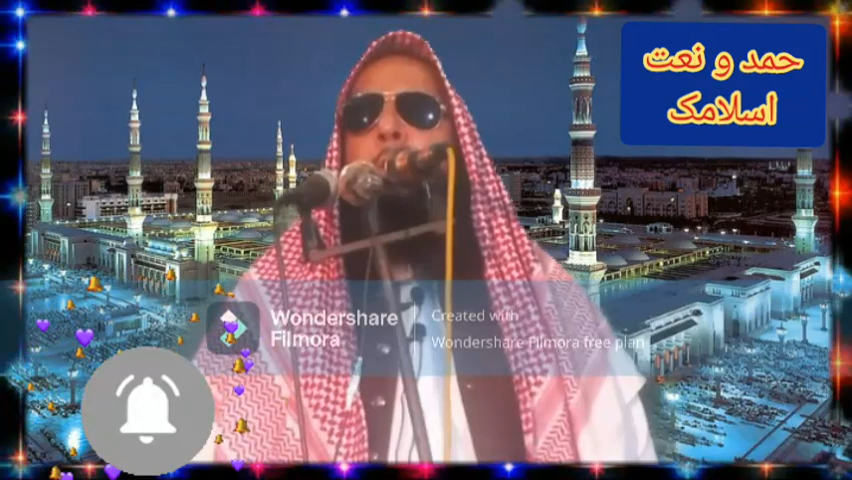 حمد و نعت
اسلامک
Wondershare
Filmora
Created with
Wondershare Filmora free plan